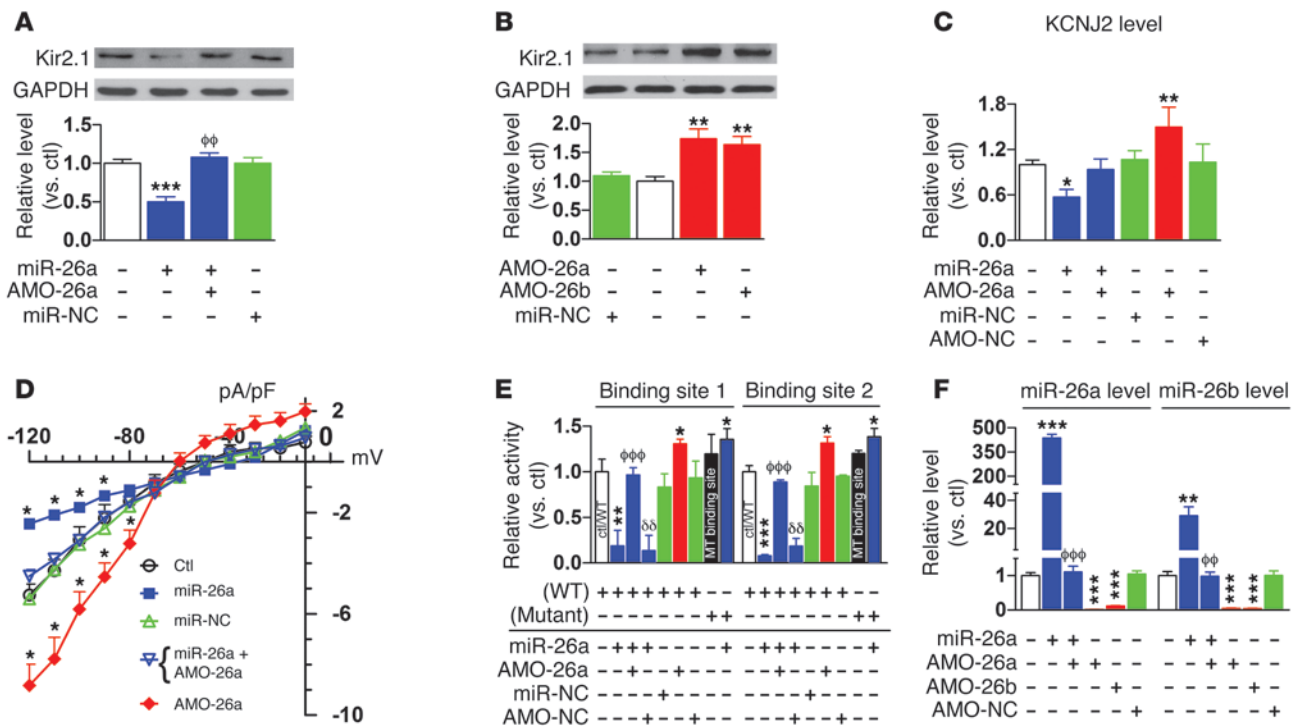 A
Kir2.1
GAPDH
Relative level
(vs. ctl)
1.5
1.0
0.5
0.0
***
ϕϕ
miR-26a – + + –
AMO-26a – – + –
miR-NC – – – +
B
Kir2.1
GAPDH
Relative level
(vs. ctl)
2.0
1.5
1.0
0.5
0.0
** **
AMO-26a – – + –
AMO-26b – – – +
miR-NC + – – –
C
KCNJ2 level
Relative level
(vs. ctl)
1.8
1.2
0.6
0.0
*
**
miR-26a – + + – – –
AMO-26a – – + – + –
miR-NC – – – + – –
AMO-NC – – – – – +
D
pA/pF
-120 -80 -40 0
mV
2
0
-2
-6
-10
* * * *
* * * * *
Ctl
miR-26a
miR-NC
miR-26a +
AMO-26a
AMO-26a
E
Binding site 1 Binding site 2
Relative activity
(vs. ctl)
1.5
1.0
0.5
0.0
ctl/WT ** ϕϕϕ δδ * MT binding site *
ctl/WT *** ϕϕϕ δδ * MT binding site *
(WT) +++++++–– +++++++––
(Mutant) –––––––++ –––––––++
miR-26a –+++––––+ –+++––––+
AMO-26a ––+––+––– ––+––+–––
miR-NC ––––+–––– ––––+––––
AMO-NC –––+––+–– –––+––+––
F
miR-26a level miR-26b level
Relative level
(vs. ctl)
500
200
40
20
1
0
*** ϕϕϕ *** ***
** ϕϕ *** ***
miR-26a –++––– –++–––
AMO-26a ––++–– ––++––
AMO-26b ––––+– ––––+–
AMO-NC –––––+ –––––+